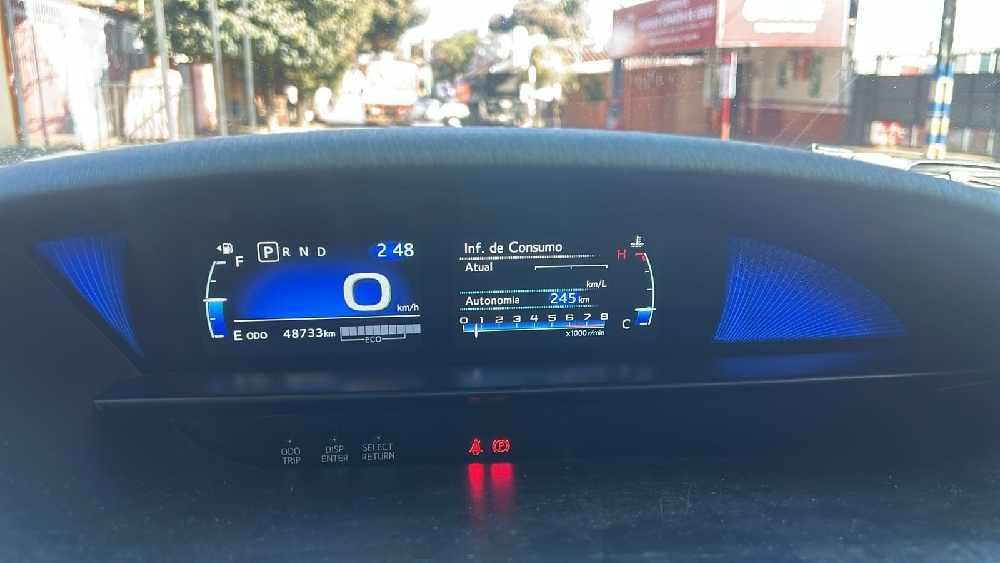 F
P R N D
2 48
0
km/h
E ODO 48733km
ECO
Inf. de Consumo
Atual
km/L
Autonomia 245 km
0 1 2 3 4 5 6 7 8
x1000 r/min
H
C
ODO
TRIP
DISP
ENTER
SELECT
RETURN
P